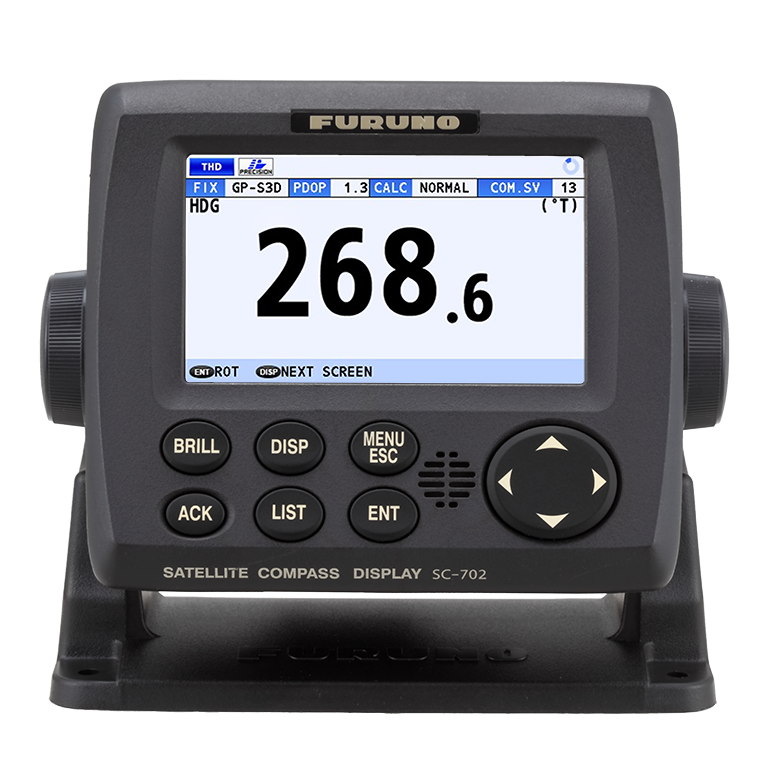 FURUNO
THD PRECISION
FIX GP-S3D PDOP 1.3 CALC NORMAL COM.SV 13
HDG (°T)
268.6
ENT ROT DISP NEXT SCREEN
BRILL DISP MENU ESC
ACK LIST ENT
SATELLITE COMPASS DISPLAY SC-702
FURUNO